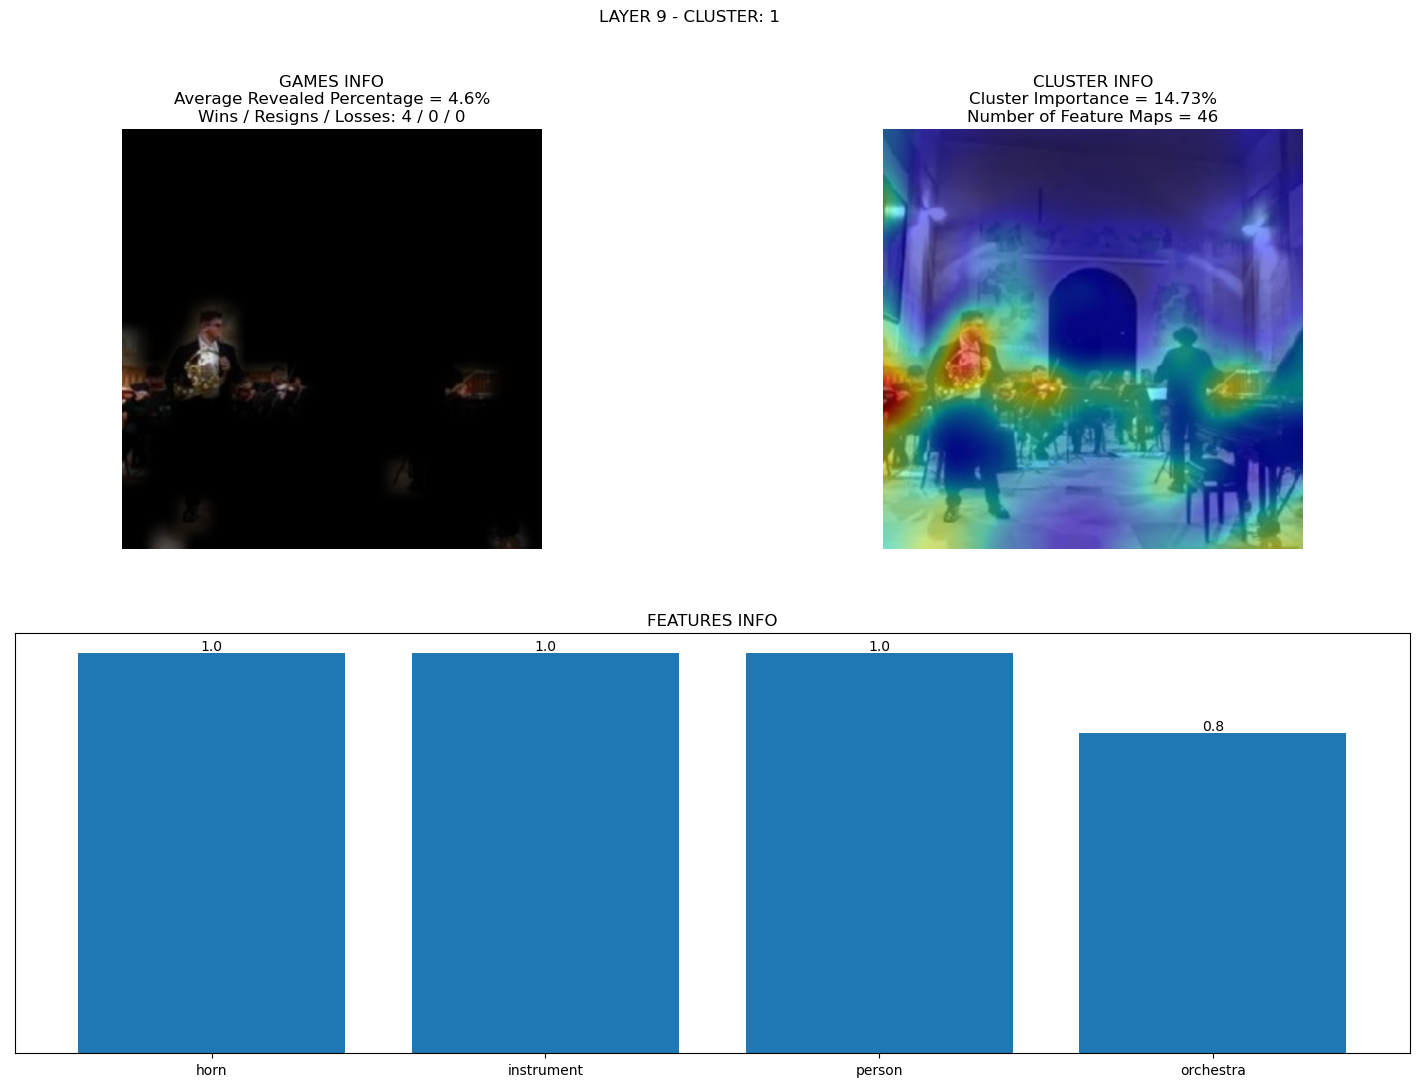 LAYER 9 - CLUSTER: 1
GAMES INFO
Average Revealed Percentage = 4.6%
Wins / Resigns / Losses: 4 / 0 / 0
CLUSTER INFO
Cluster Importance = 14.73%
Number of Feature Maps = 46
FEATURES INFO
1.0 1.0 1.0 0.8
horn instrument person orchestra